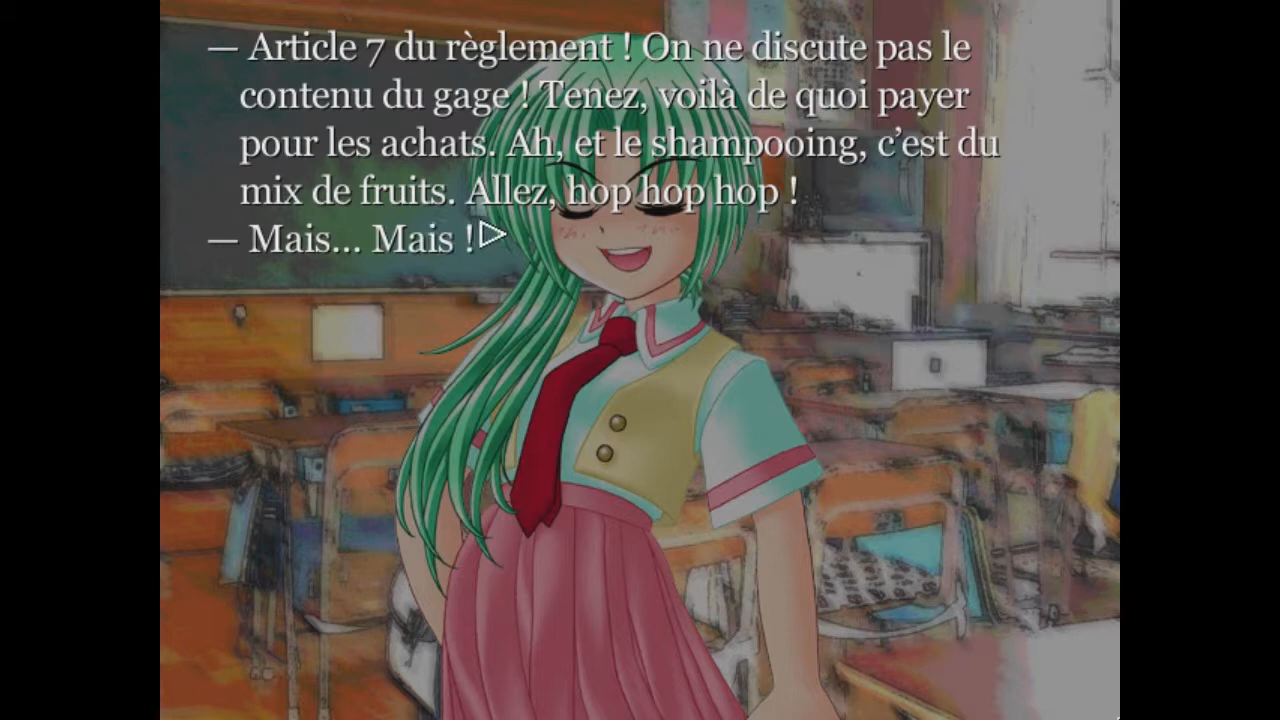 — Article 7 du règlement ! On ne discute pas le
contenu du gage ! Tenez, voilà de quoi payer
pour les achats. Ah, et le shampooing, c’est du
mix de fruits. Allez, hop hop hop !
— Mais... Mais !